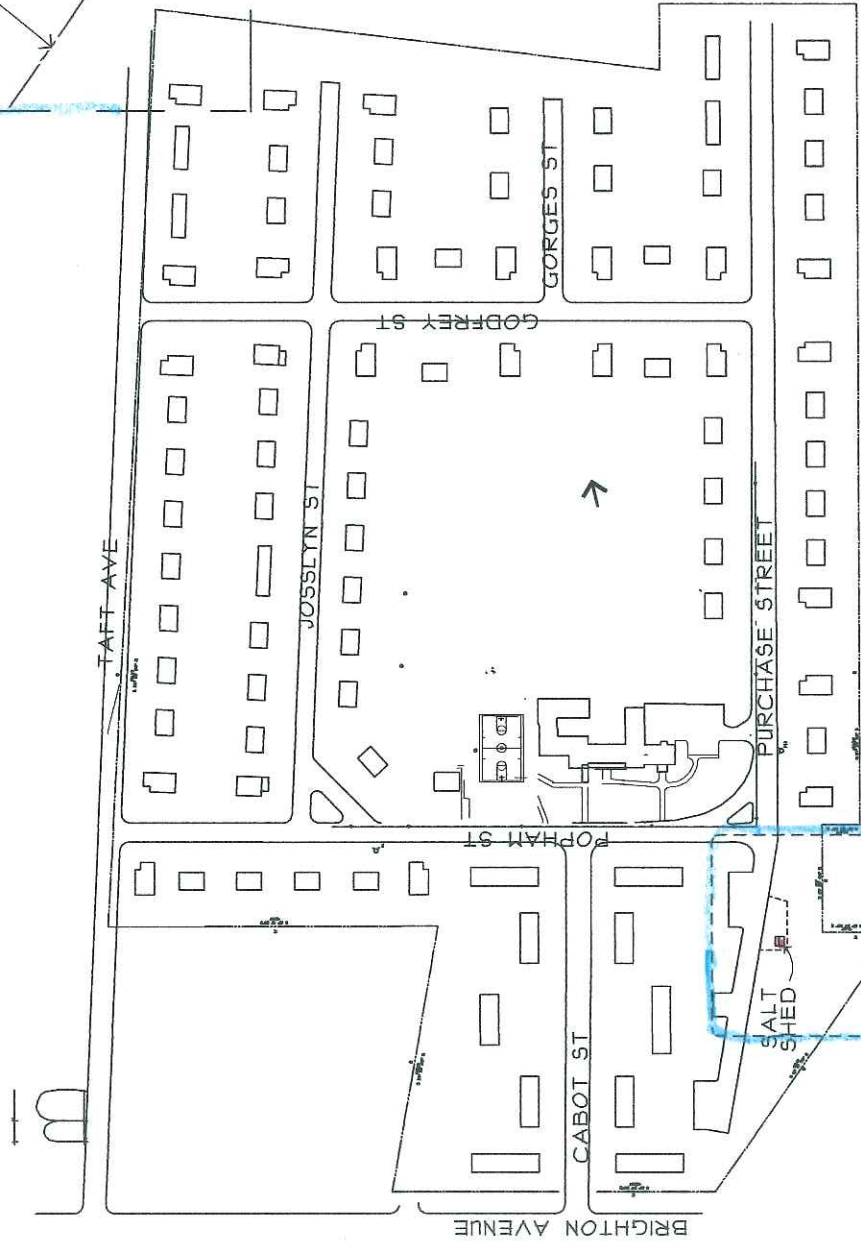 TAFT AVE
JOSSLYN ST
GODFREY ST
GORGES ST
PURCHASE STREET
POPHAM ST
CABOT ST
SALT
SHED
BRIGHTON AVENUE